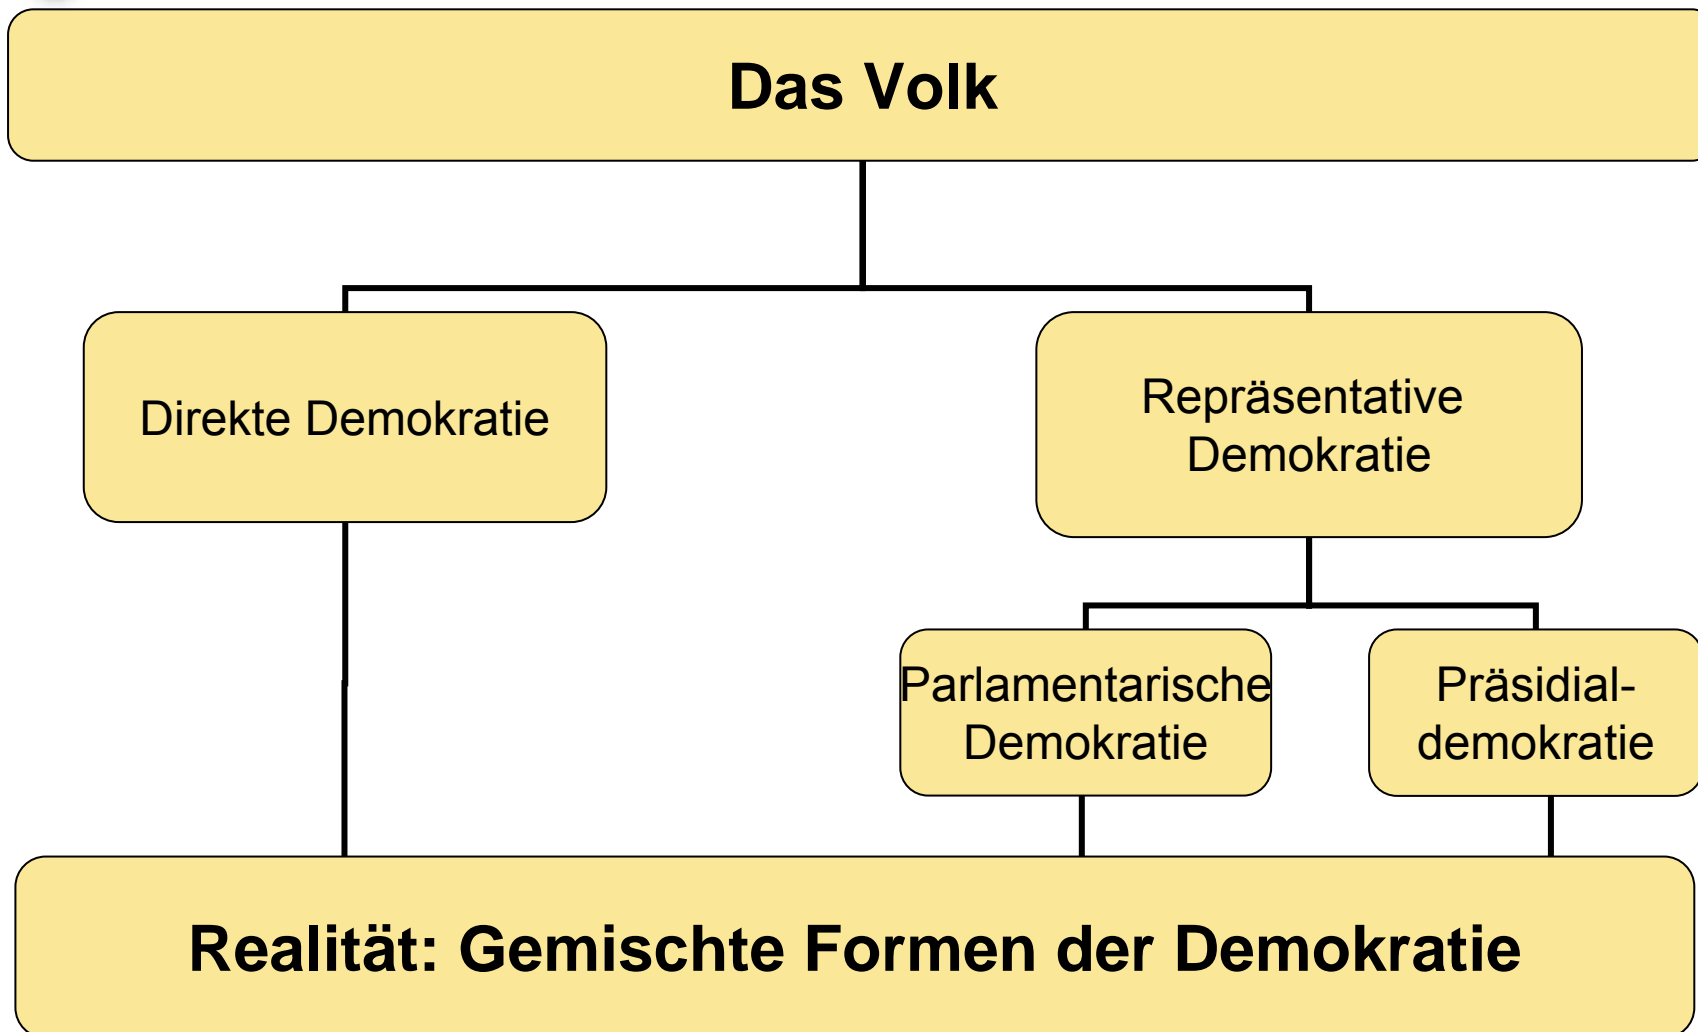 Das Volk
Direkte Demokratie
Repräsentative
Demokratie
Parlamentarische
Demokratie
Präsidial-
demokratie
Realität: Gemischte Formen der Demokratie